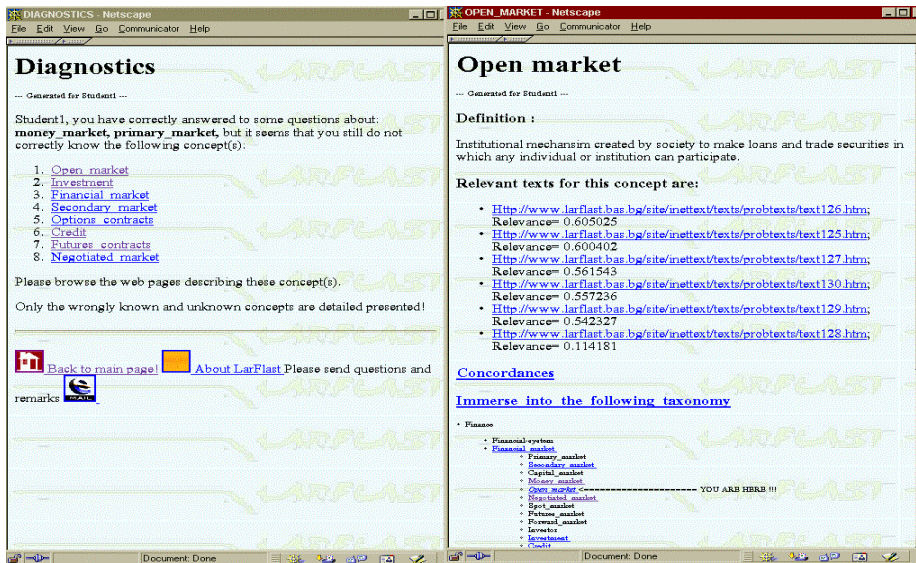 DIAGNOSTICS - Netscape
File Edit View Go Communicator Help
Diagnostics
--- Generated for Student1 ---
Student1, you have correctly answered to some questions about:
money_market, primary_market, but it seems that you still do not
correctly know the following concept(s):
1. Open_market
2. Investment
3. Financial_market
4. Secondary_market
5. Options_contracts
6. Credit
7. Futures_contracts
8. Negotiated_market
Please browse the web pages describing these concept(s).
Only the wrongly known and unknown concepts are detailed presented!
Back to main page! About LarFlast Please send questions and
remarks MAIL
Document: Done
OPEN_MARKET - Netscape
File Edit View Go Communicator Help
Open market
--- Generated for Student1 ---
Definition :
Institutional mechansim created by society to make loans and trade securities in
which any individual or institution can participate.
Relevant texts for this concept are:
• Http://www.larflast.bas.bg/site/inettext/texts/probtexts/text126.htm;
Relevance= 0.605025
• Http://www.larflast.bas.bg/site/inettext/texts/probtexts/text125.htm;
Relevance= 0.600402
• Http://www.larflast.bas.bg/site/inettext/texts/probtexts/text127.htm;
Relevance= 0.561543
• Http://www.larflast.bas.bg/site/inettext/texts/probtexts/text130.htm;
Relevance= 0.557236
• Http://www.larflast.bas.bg/site/inettext/texts/probtexts/text129.htm;
Relevance= 0.542327
• Http://www.larflast.bas.bg/site/inettext/texts/probtexts/text128.htm;
Relevance= 0.114181
Concordances
Immerse into the following taxonomy
• Finance
• Financial-system
• Financial_market
Primary_market
Secondary_market
Capital_market
Money_market
Open_market <------------------------ YOU ARE HERE !!!
Negotiated_market
Spot_market
Futures_market
Forward_market
Investor
Investment
Credit
Document: Done
LARFLAST